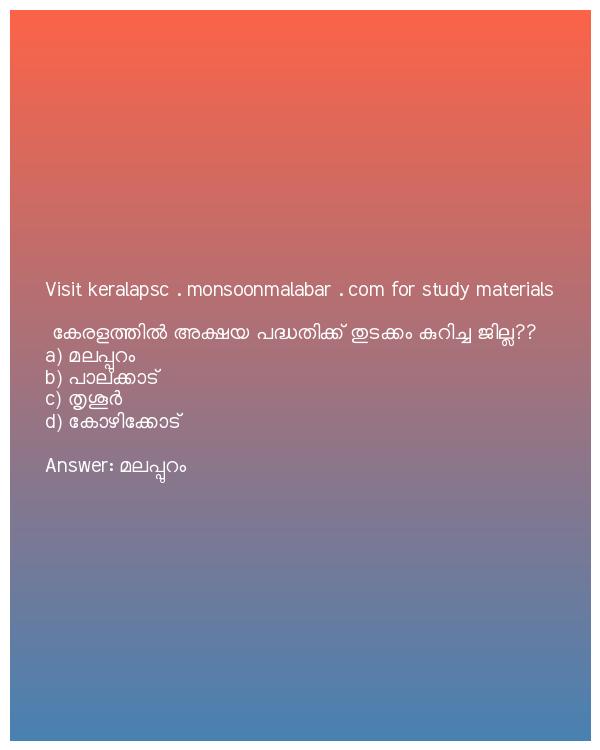 Visit keralapsc . monsoonmalabar . com for study materials
കേരളത്തിൽ അക്ഷയ പദ്ധതിക്ക് തുടക്കം കുറിച്ച ജില്ല??
a) മലപ്പുറം
b) പാലക്കാട്
c) തൃശൂർ
d) കോഴിക്കോട്
Answer: മലപ്പുറം